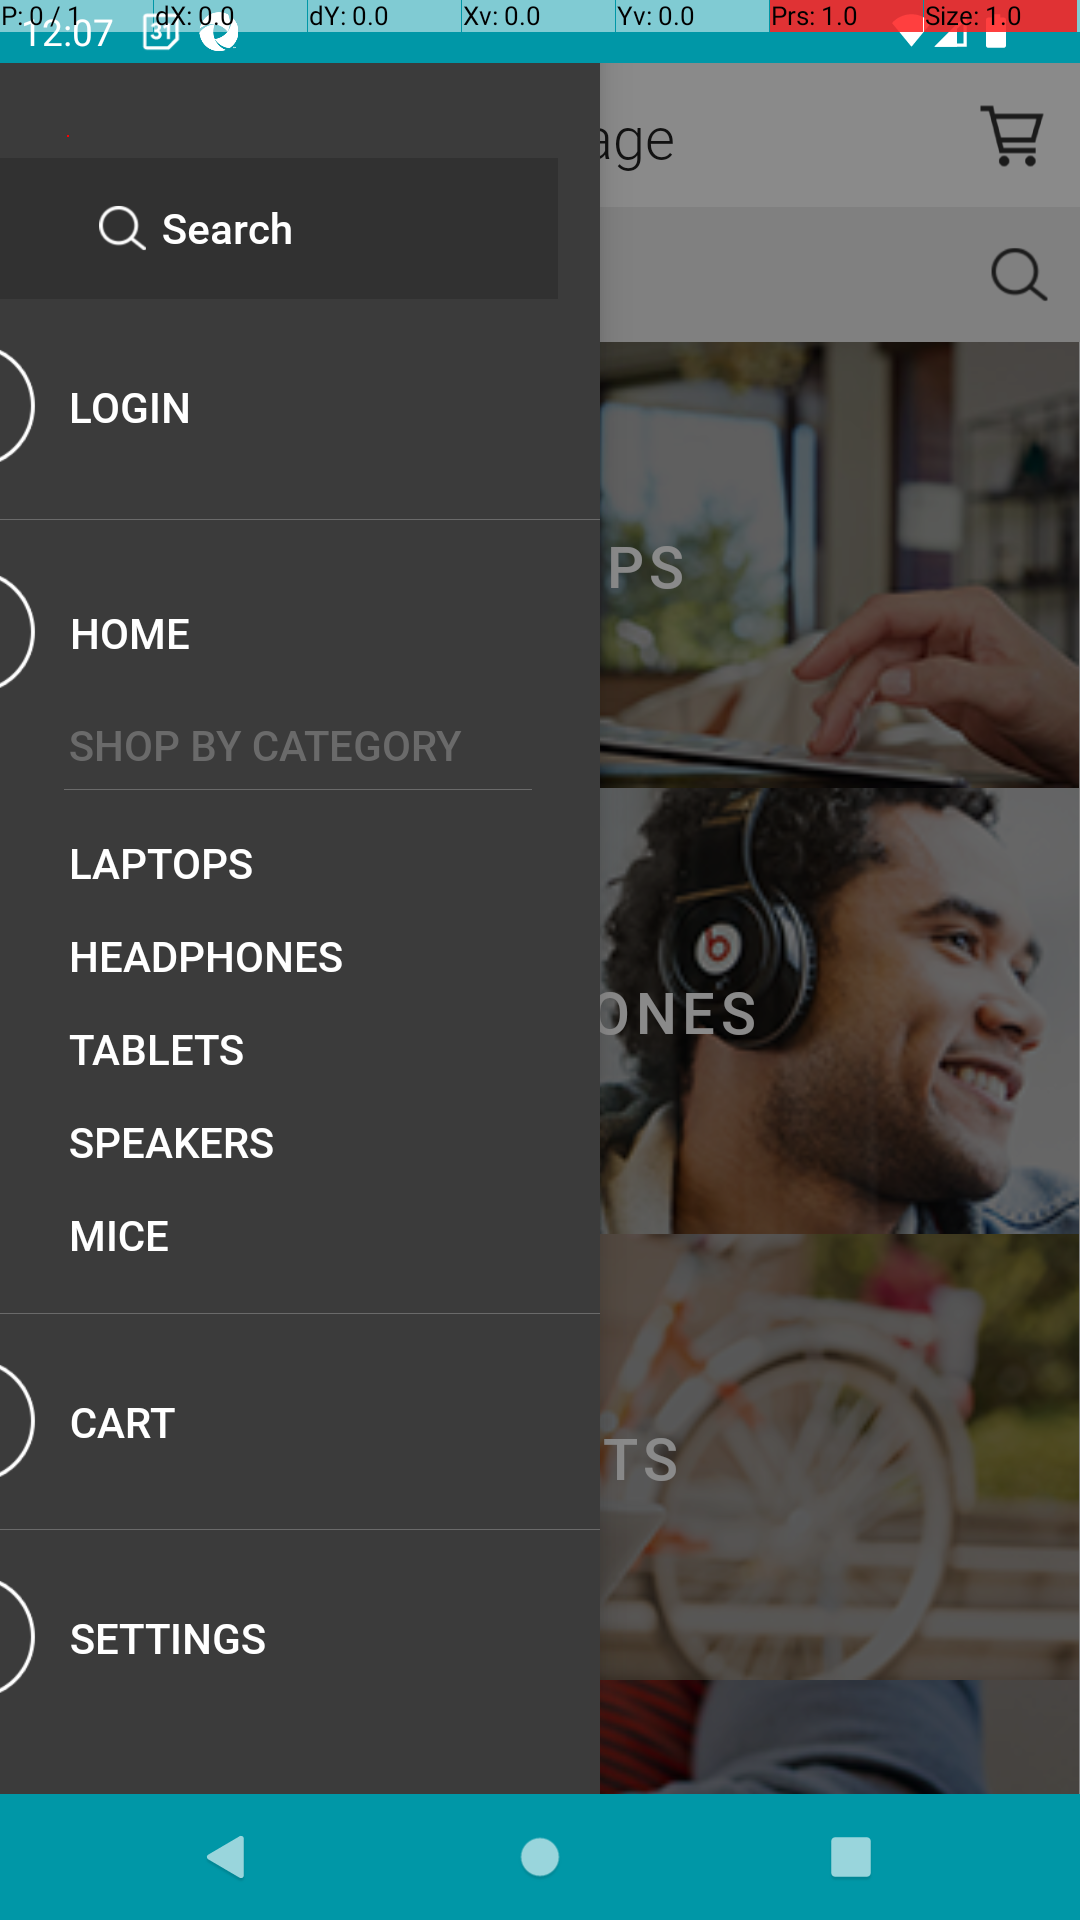 P: 0 / 1 dX: 0.0 dY: 0.0 Xv: 0.0 Yv: 0.0 Prs: 1.0 Size: 1.0
12:07 31
age
Search
LOGIN
PS
HOME
SHOP BY CATEGORY
LAPTOPS
HEADPHONES
ONES
TABLETS
SPEAKERS
MICE
CART
TS
SETTINGS